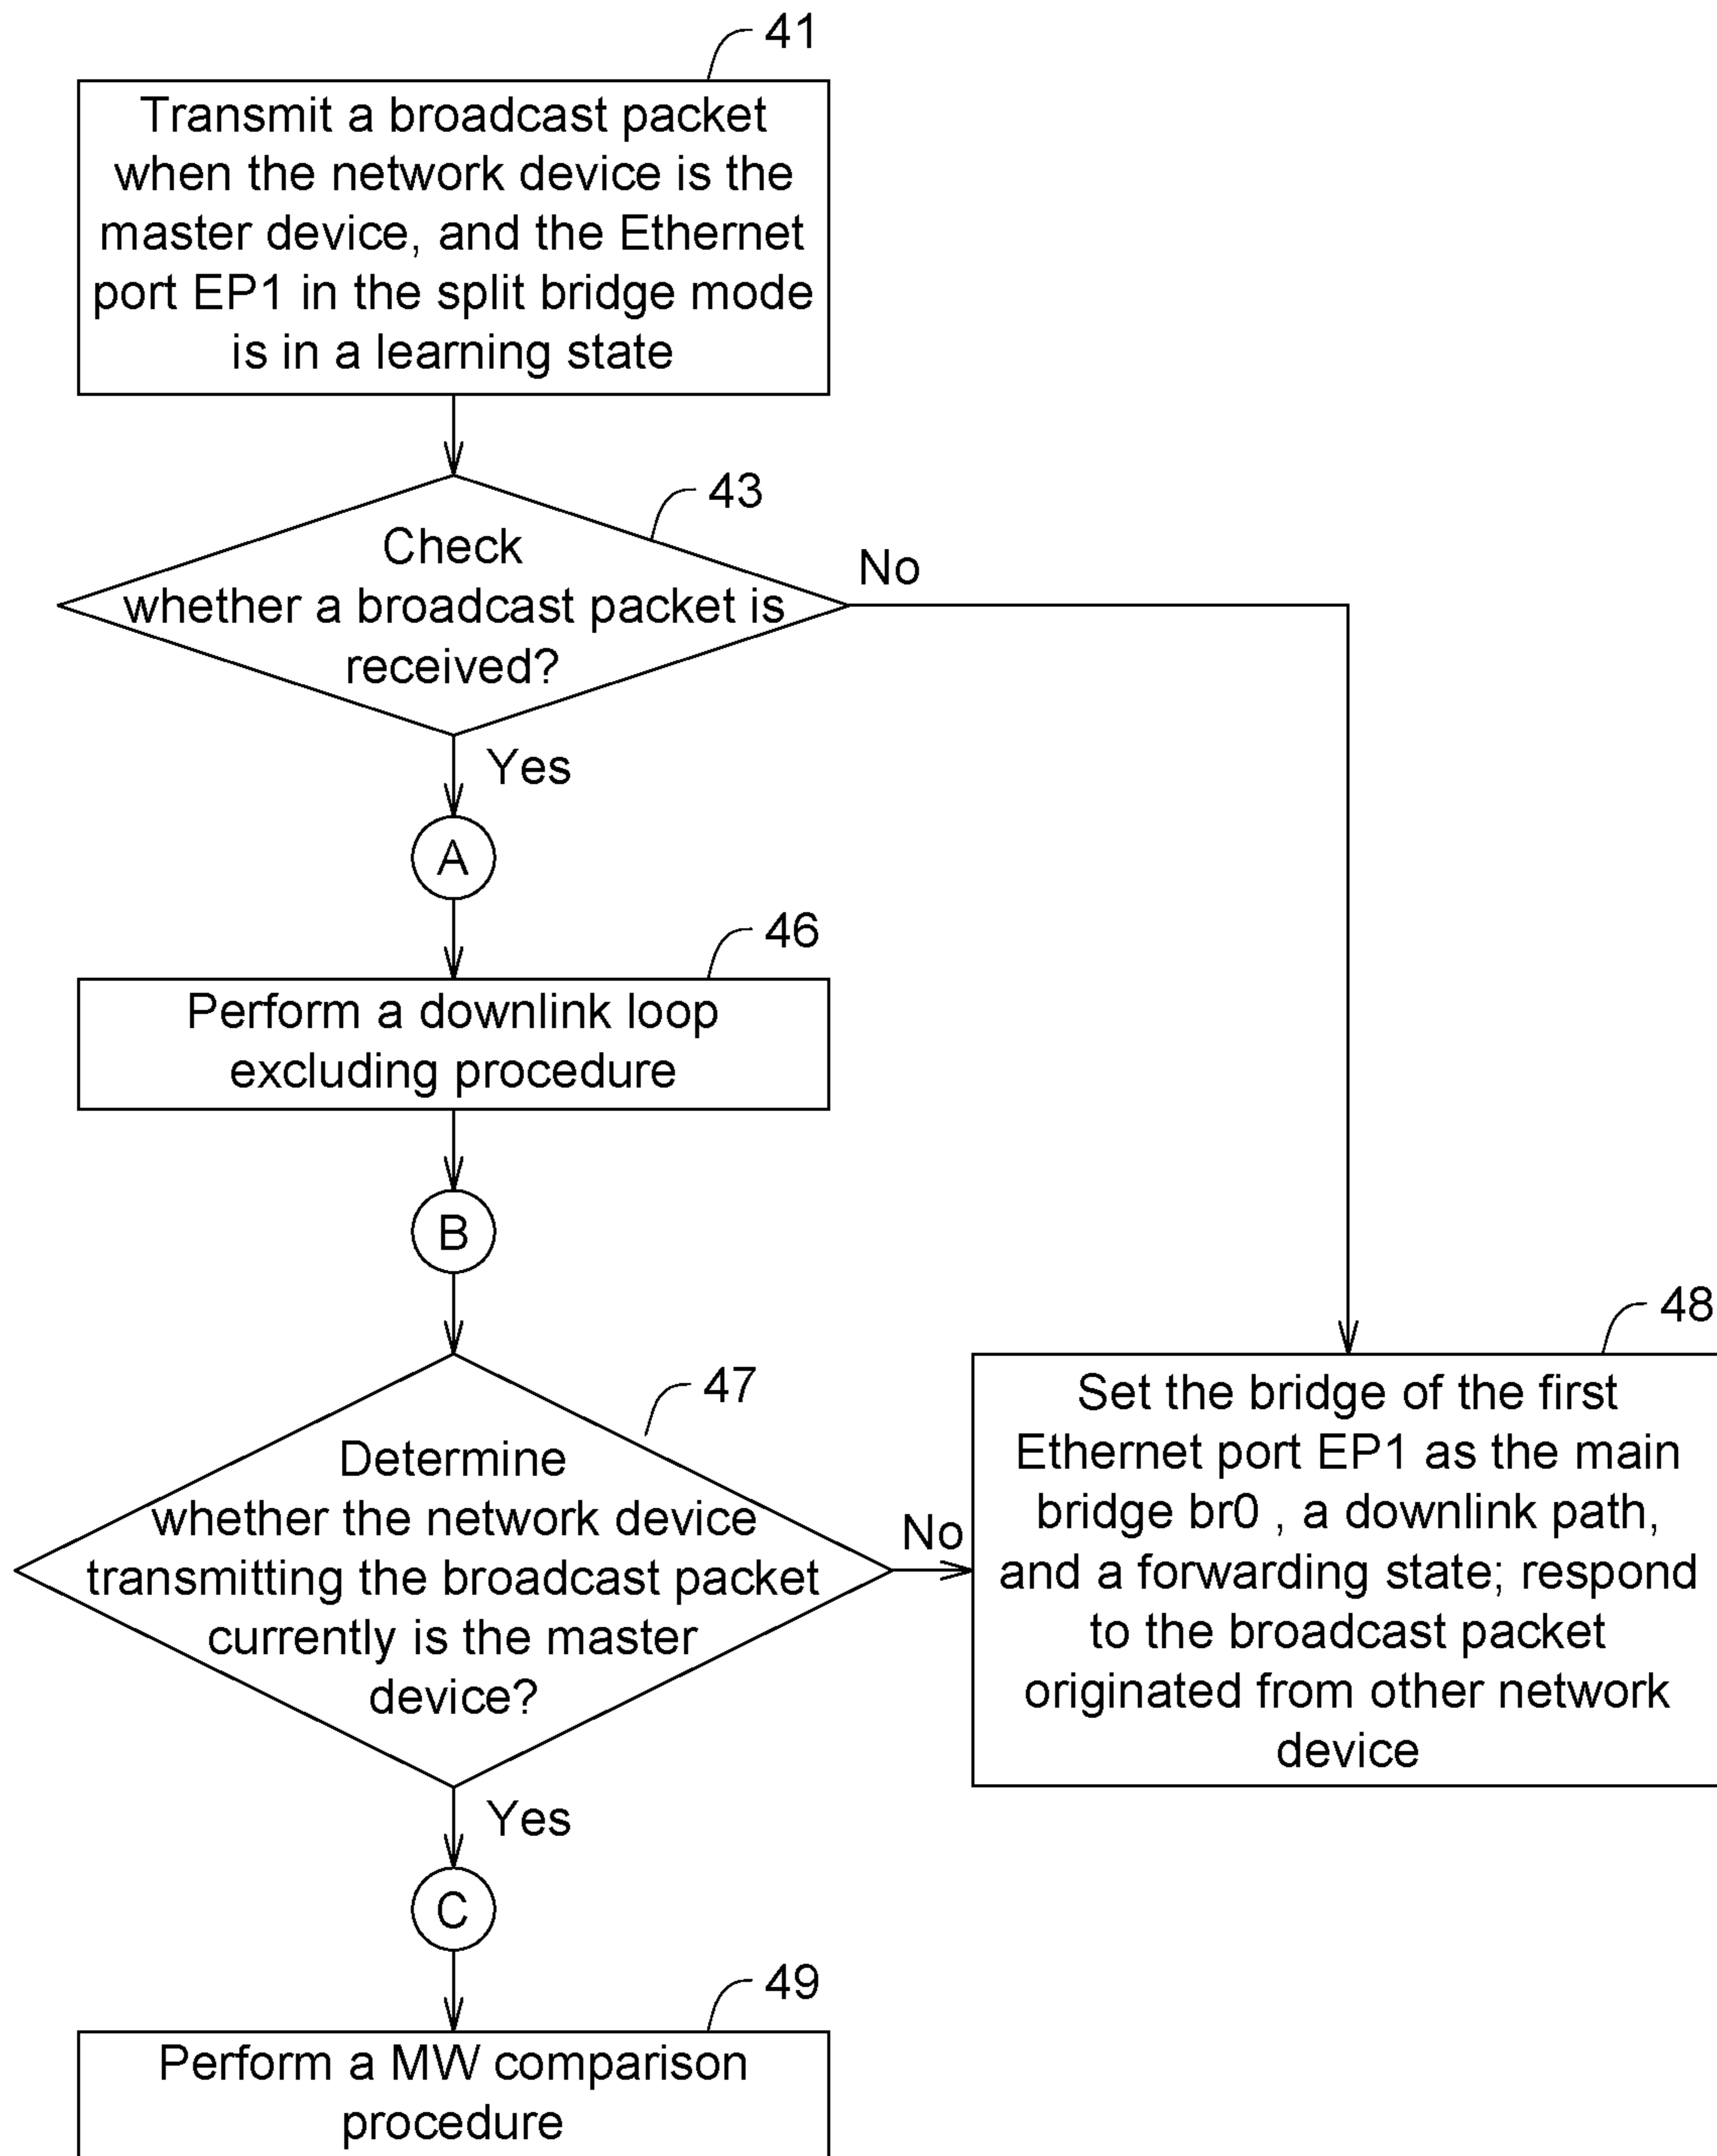 41
Transmit a broadcast packet
when the network device is the
master device, and the Ethernet
port EP1 in the split bridge mode
is in a learning state
43
Check
whether a broadcast packet is
received?
No
Yes
A
46
Perform a downlink loop
excluding procedure
B
47
Determine
whether the network device
transmitting the broadcast packet
currently is the master
device?
No
48
Set the bridge of the first
Ethernet port EP1 as the main
bridge br0 , a downlink path,
and a forwarding state; respond
to the broadcast packet
originated from other network
device
Yes
C
49
Perform a MW comparison
procedure